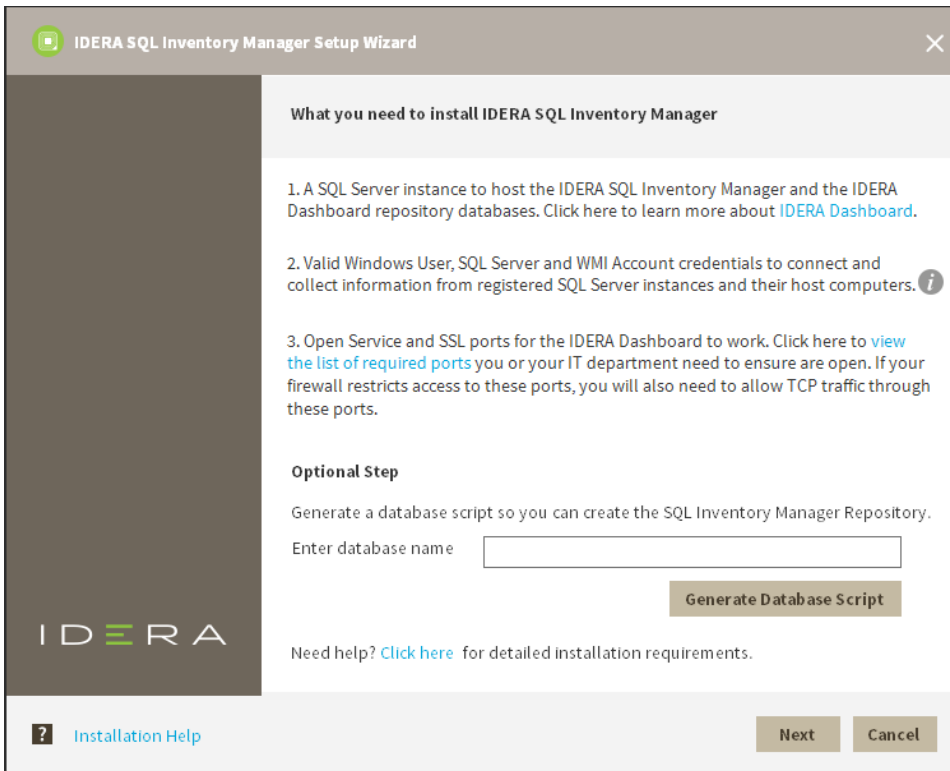 IDERA SQL Inventory Manager Setup Wizard
What you need to install IDERA SQL Inventory Manager
1. A SQL Server instance to host the IDERA SQL Inventory Manager and the IDERA
Dashboard repository databases. Click here to learn more about IDERA Dashboard.
2. Valid Windows User, SQL Server and WMI Account credentials to connect and
collect information from registered SQL Server instances and their host computers.
i
3. Open Service and SSL ports for the IDERA Dashboard to work. Click here to view
the list of required ports you or your IT department need to ensure are open. If your
firewall restricts access to these ports, you will also need to allow TCP traffic through
these ports.
Optional Step
Generate a database script so you can create the SQL Inventory Manager Repository.
Enter database name
Generate Database Script
IDERA
Need help? Click here for detailed installation requirements.
? Installation Help
Next
Cancel